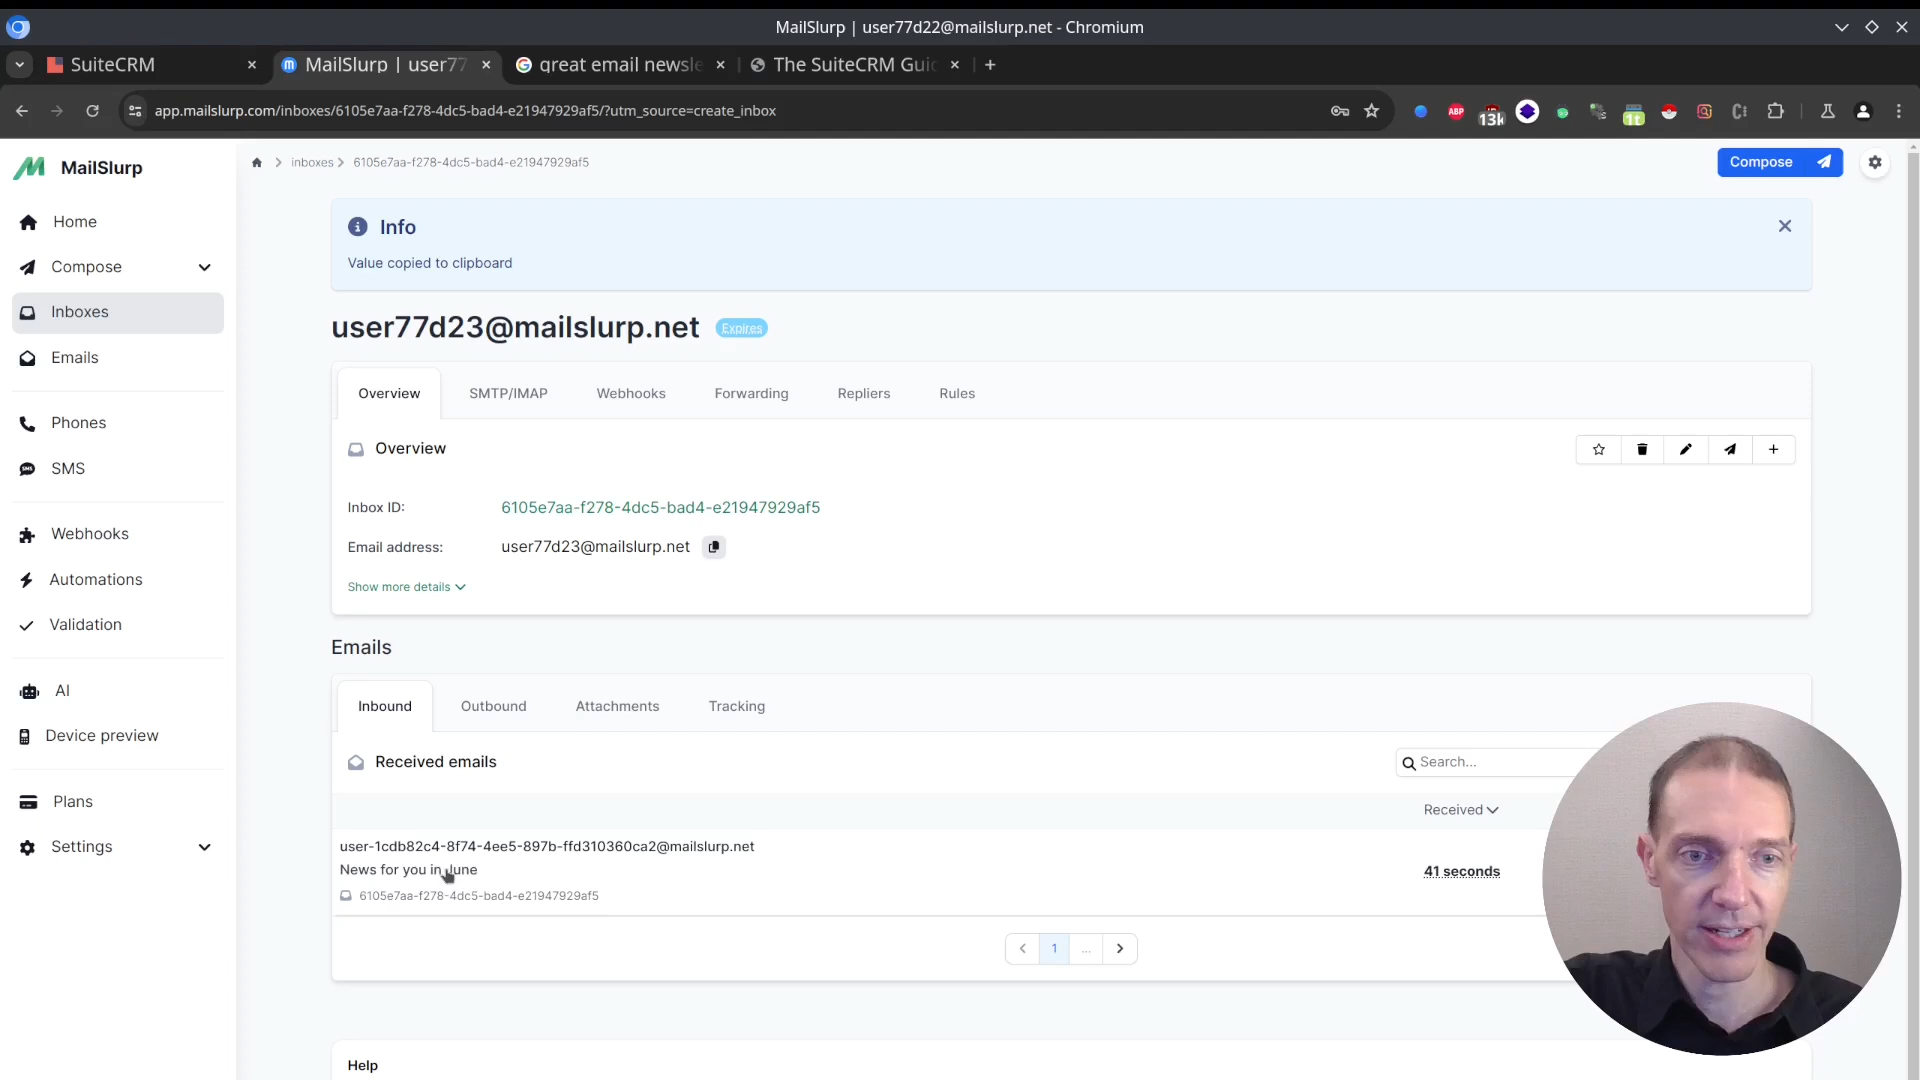 MailSlurp | user77d22@mailslurp.net - Chromium
SuiteCRM
MailSlurp | user77
great email newsle
The SuiteCRM Guid
app.mailslurp.com/inboxes/6105e7aa-f278-4dc5-bad4-e21947929af5/?utm_source=create_inbox
ABP
13k
1t
MailSlurp
inboxes
6105e7aa-f278-4dc5-bad4-e21947929af5
Compose
Home
Compose
Inboxes
Emails
Phones
SMS
Webhooks
Automations
Validation
AI
Device preview
Plans
Settings
Info
Value copied to clipboard
user77d23@mailslurp.net
Expires
Overview
SMTP/IMAP
Webhooks
Forwarding
Repliers
Rules
Overview
Inbox ID:
6105e7aa-f278-4dc5-bad4-e21947929af5
Email address:
user77d23@mailslurp.net
Show more details
Emails
Inbound
Outbound
Attachments
Tracking
Received emails
Search...
Received
user-1cdb82c4-8f74-4ee5-897b-ffd310360ca2@mailslurp.net
News for you in June
41 seconds
6105e7aa-f278-4dc5-bad4-e21947929af5
1
...
Help